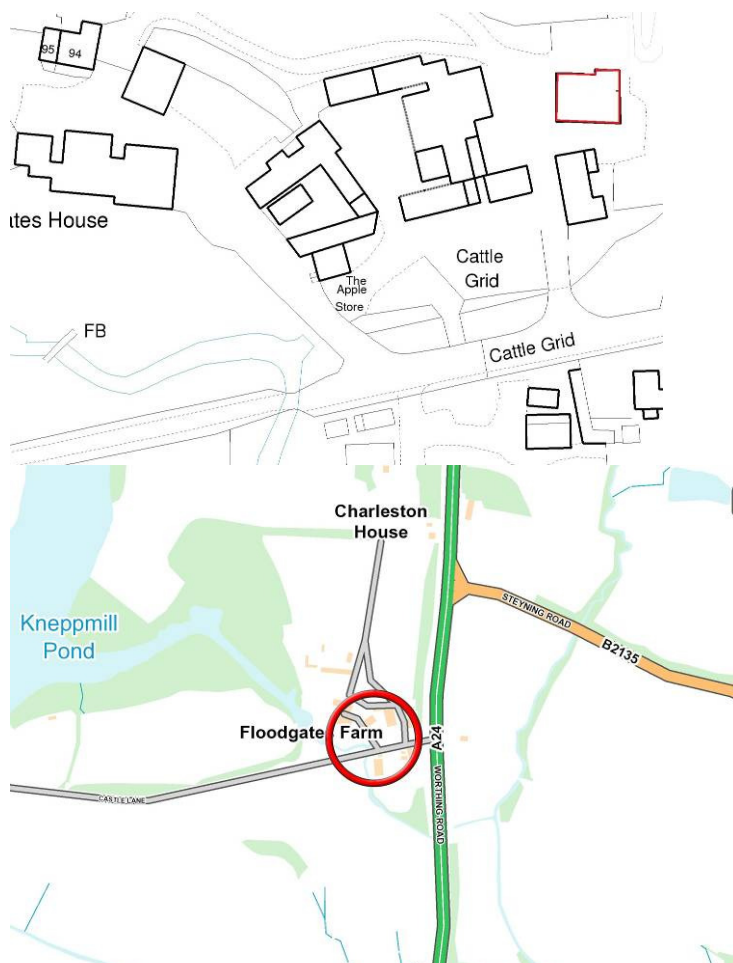 95
94
ates House
The
Apple
Store
Cattle
Grid
FB
Cattle Grid
Charleston
House
Kneppmill
Pond
STEYNING ROAD
B2135
Floodgate Farm
A24
CASTLE LANE
WORTHING ROAD